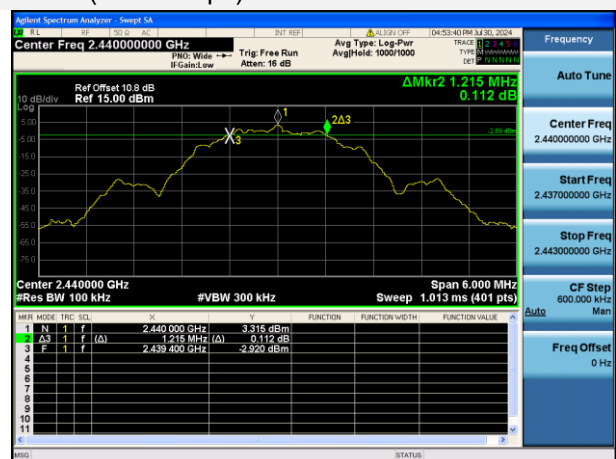 Agilent Spectrum Analyzer - Swept SA
RL RF 50 Ω AC INT REF ALIGN OFF 04:53:40 PM Jul 30, 2024
Center Freq 2.440000000 GHz
PNO: Wide Trig: Free Run
IFGain:Low Atten: 16 dB
Avg Type: Log-Pwr
Avg|Hold: 1000/1000
TRACE 1 2 3 4 5 6
TYPE M
DET P N N N N N
ΔMkr2 1.215 MHz
0.112 dB
Ref Offset 10.8 dB
10 dB/div Ref 15.00 dBm
Log
5.00
-5.00
-15.0
-25.0
-35.0
-45.0
-55.0
-65.0
-75.0
1
2Δ3
3
Center 2.440000 GHz Span 6.000 MHz
#Res BW 100 kHz #VBW 300 kHz Sweep 1.013 ms (401 pts)
MKR MODE TRC SCL X Y FUNCTION FUNCTION WIDTH FUNCTION VALUE
1 N 1 f 2.440 000 GHz 3.315 dBm
2 Δ3 1 f (Δ) 1.215 MHz (Δ) 0.112 dB
3 F 1 f 2.439 400 GHz -2.920 dBm
4
5
6
7
8
9
10
11
MSG STATUS
Frequency
Auto Tune
Center Freq
2.440000000 GHz
Start Freq
2.437000000 GHz
Stop Freq
2.443000000 GHz
CF Step
600.000 kHz
Auto Man
Freq Offset
0 Hz